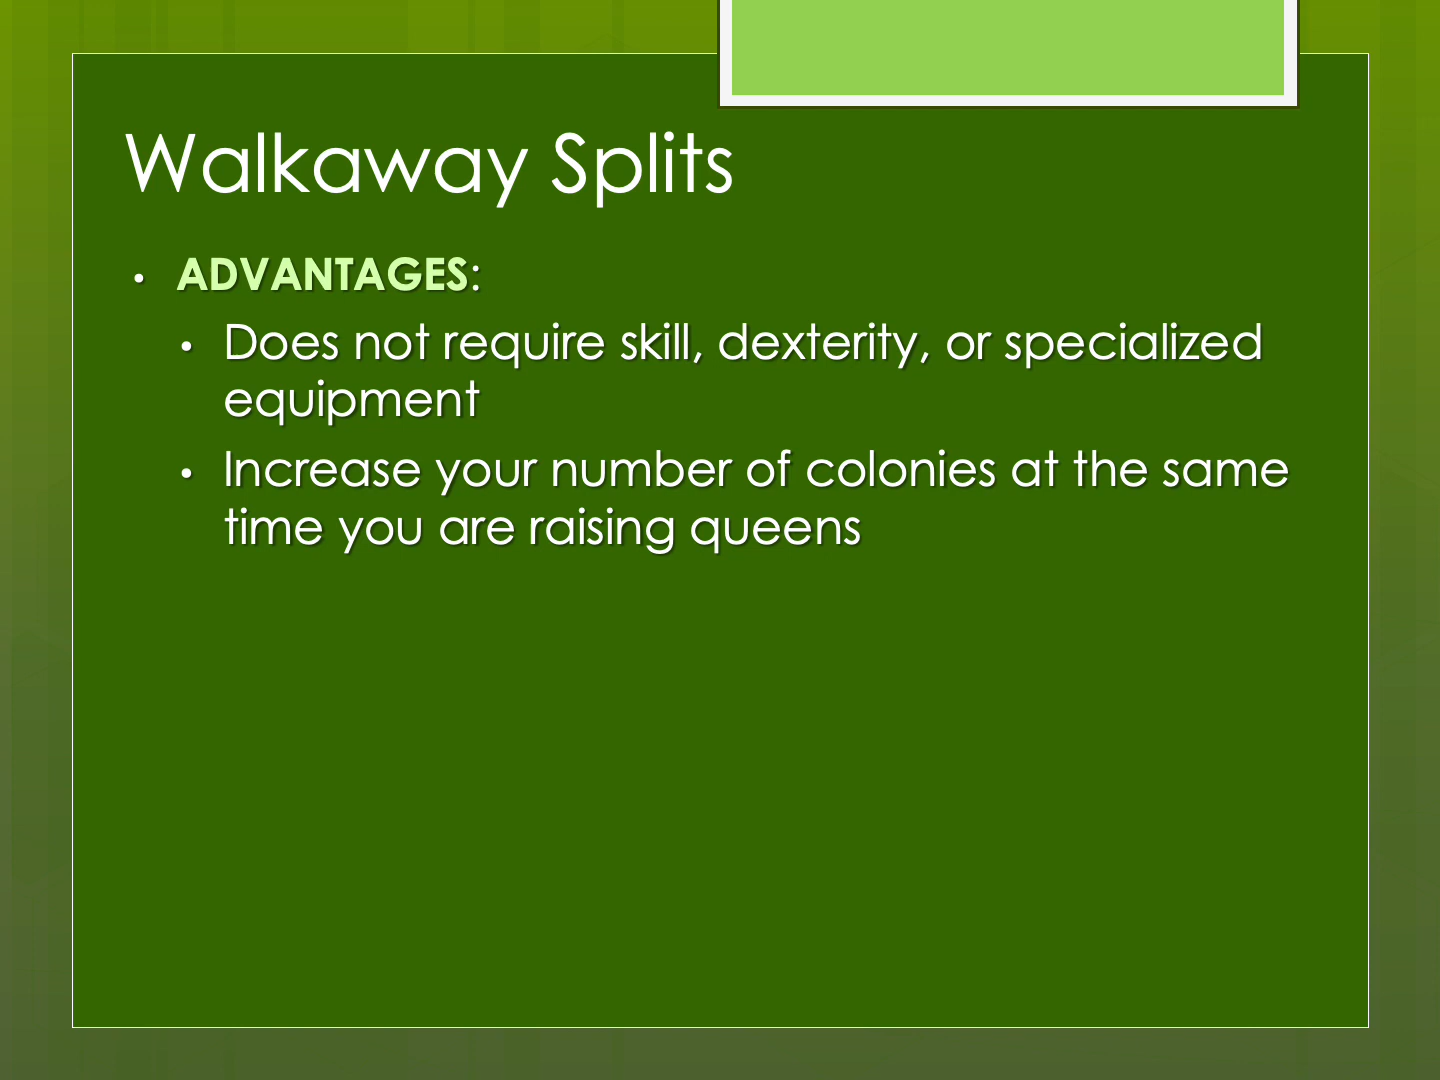 Walkaway Splits
• ADVANTAGES:
• Does not require skill, dexterity, or specialized
equipment
• Increase your number of colonies at the same
time you are raising queens